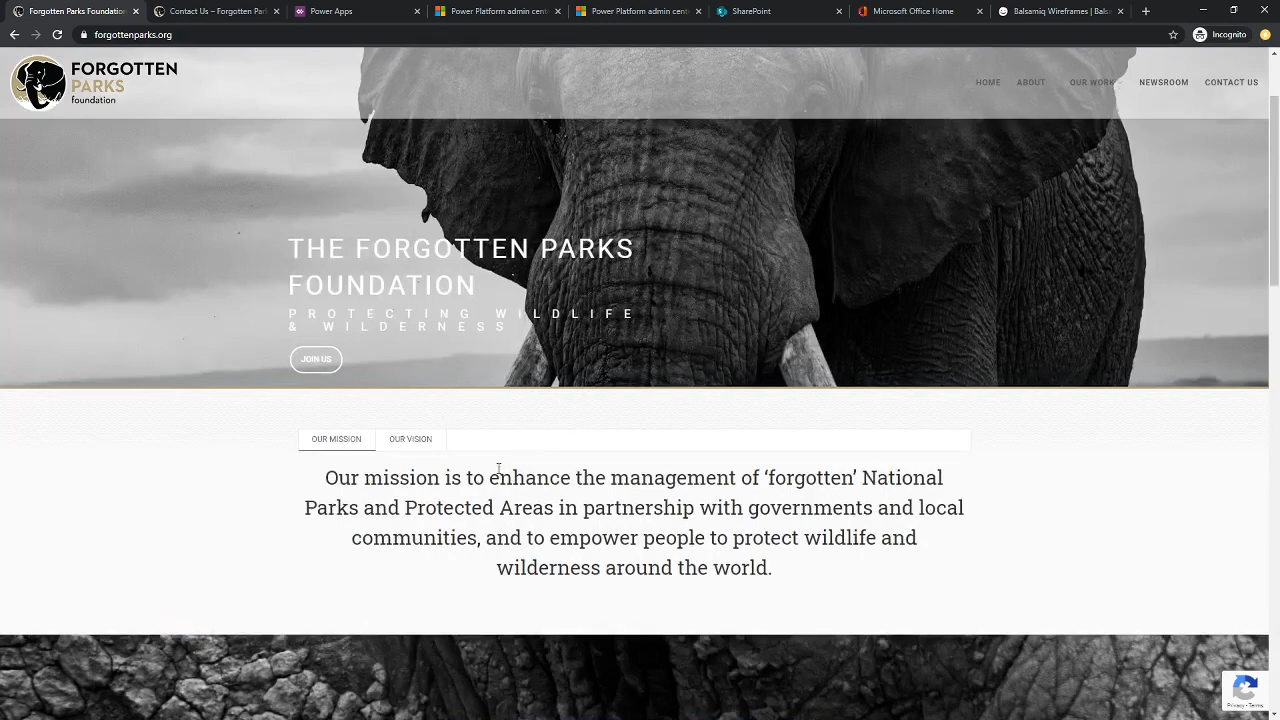 Forgotten Parks Foundation
Contact Us – Forgotten Park
Power Apps
Power Platform admin cent
Power Platform admin cent
SharePoint
Microsoft Office Home
Balsamiq Wireframes | Bals
forgottenparks.org
Incognito
FORGOTTEN
PARKS
foundation
HOME
ABOUT
OUR WORK
NEWSROOM
CONTACT US
THE FORGOTTEN PARKS
FOUNDATION
PROTECTING WILDLIFE
& WILDERNESS
JOIN US
OUR MISSION
OUR VISION
Our mission is to enhance the management of ‘forgotten’ National
Parks and Protected Areas in partnership with governments and local
communities, and to empower people to protect wildlife and
wilderness around the world.
Privacy - Terms